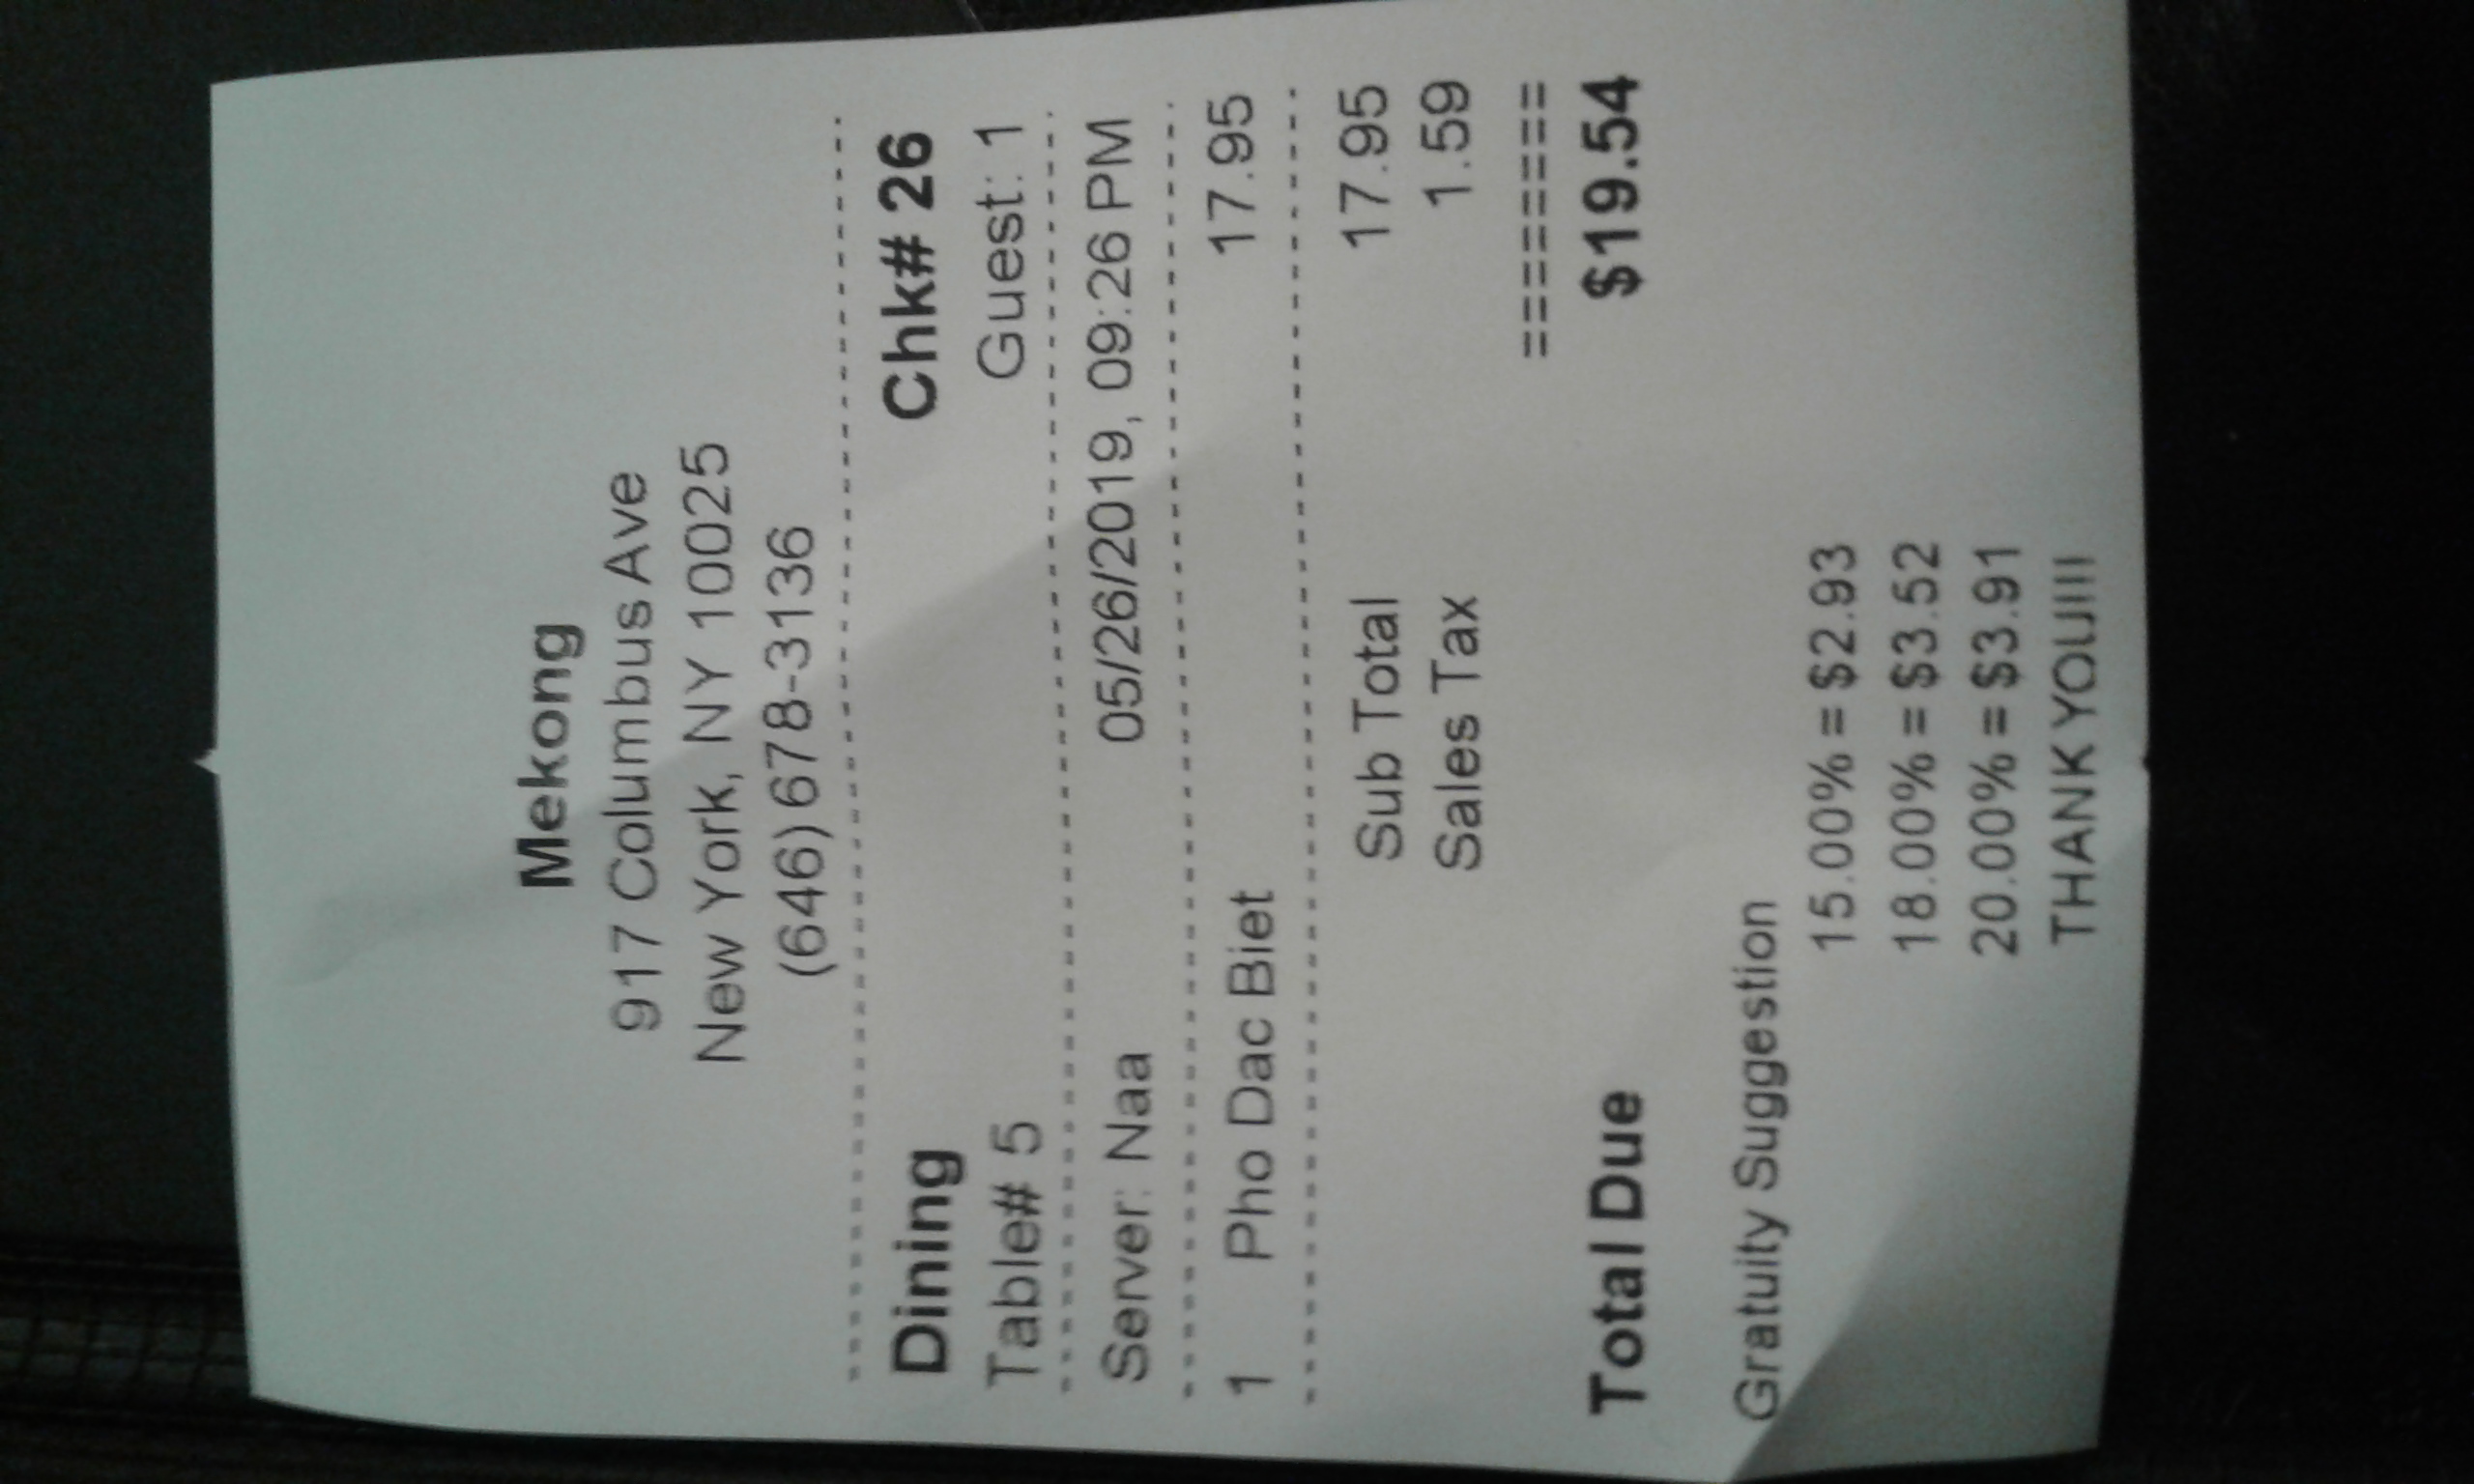 Mekong
917 Columbus Ave
New York, NY 10025
(646) 678-3136
Dining Chk# 26
Table# 5 Guest: 1
Server: Naa 05/26/2019, 09:26 PM
1 Pho Dac Biet 17.95
Sub Total 17.95
Sales Tax 1.59
========
Total Due $19.54
Gratuity Suggestion
15.00% = $2.93
18.00% = $3.52
20.00% = $3.91
THANK YOU!!!!